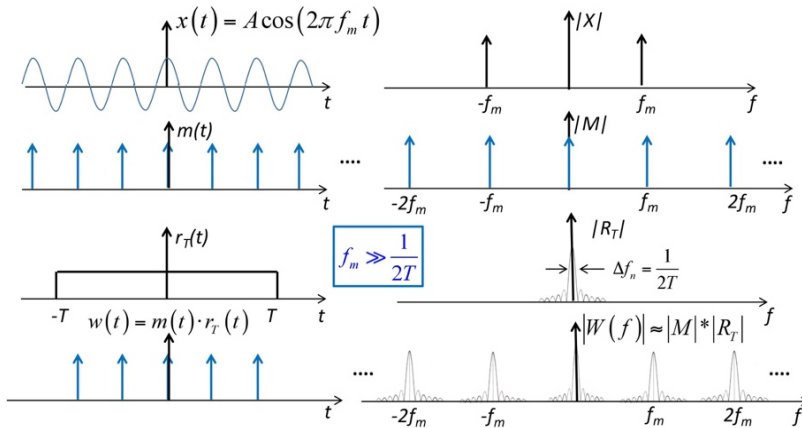 x(t) = A cos(2π f_m t)
|X|
t
-f_m
f_m
f
m(t)
|M|
....
....
t
-2f_m
-f_m
f_m
2f_m
f
r_T(t)
f_m ≫ 1/2T
|R_T|
Δf_n = 1/2T
-T
T
t
f
w(t) = m(t)·r_T(t)
|W(f)| ≈ |M| * |R_T|
....
....
t
-2f_m
-f_m
f_m
2f_m
f